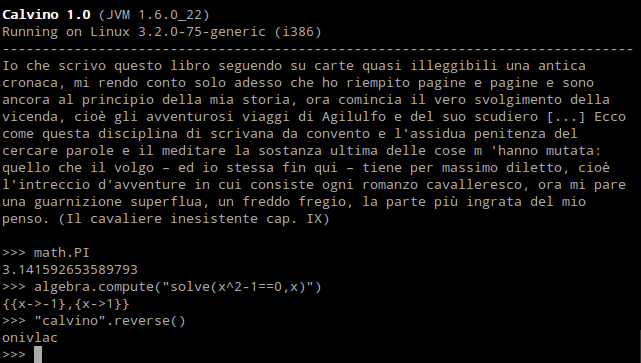 Calvino 1.0 (JVM 1.6.0_22)
Running on Linux 3.2.0-75-generic (i386)
--------------------------------------------------------------------------------
Io che scrivo questo libro seguendo su carte quasi illeggibili una antica
cronaca, mi rendo conto solo adesso che ho riempito pagine e pagine e sono
ancora al principio della mia storia, ora comincia il vero svolgimento della
vicenda, cioè gli avventurosi viaggi di Agilulfo e del suo scudiero [...] Ecco
come questa disciplina di scrivana da convento e l'assidua penitenza del
cercare parole e il meditare la sostanza ultima delle cose m 'hanno mutata:
quello che il volgo – ed io stessa fin qui – tiene per massimo diletto, cioè
l'intreccio d'avventure in cui consiste ogni romanzo cavalleresco, ora mi pare
una guarnizione superflua, un freddo fregio, la parte più ingrata del mio
penso. (Il cavaliere inesistente cap. IX)
>>> math.PI
3.141592653589793
>>> algebra.compute("solve(x^2-1==0,x)")
{{x->-1},{x->1}}
>>> "calvino".reverse()
onivlac
>>>